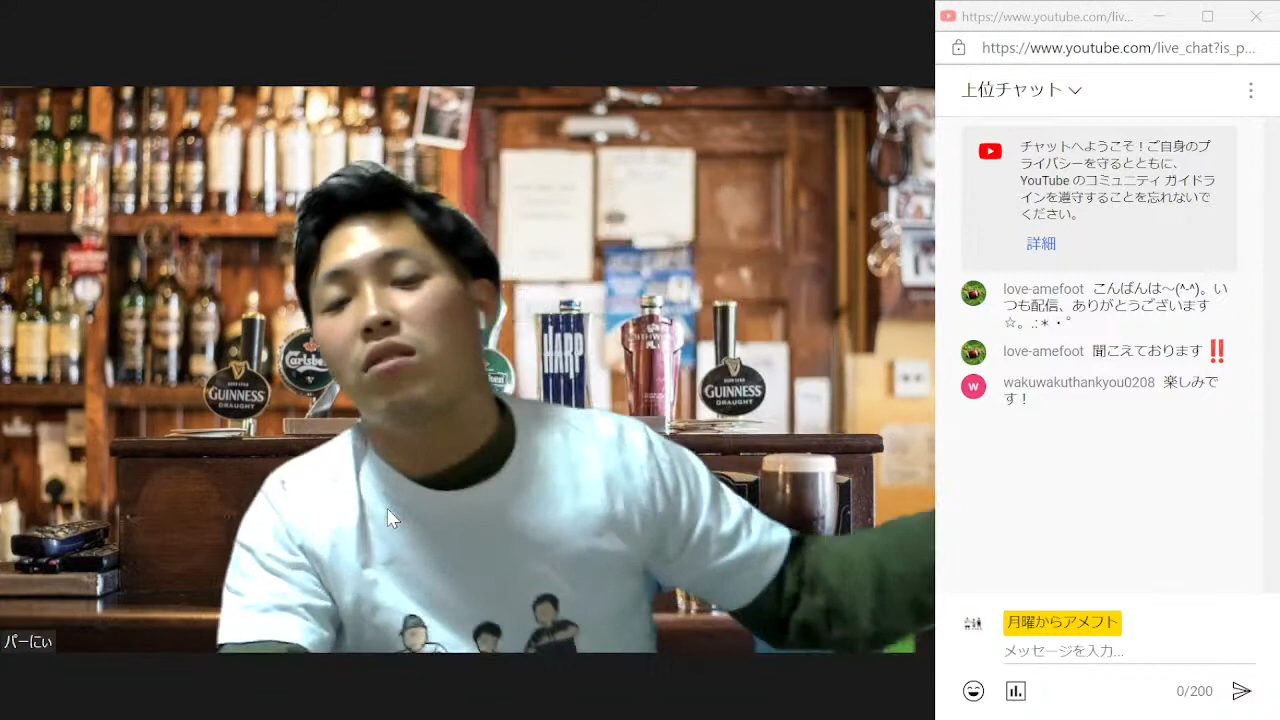 https://www.youtube.com/liv...
https://www.youtube.com/live_chat?is_p...
上位チャット
チャットへようこそ！ご自身のプ
ライバシーを守るとともに、
YouTube のコミュニティ ガイドラ
インを遵守することを忘れないで
ください。
詳細
love-amefoot こんばんは～(^-^)。い
つも配信、ありがとうございます
☆。.:＊・゜
love-amefoot 聞こえております‼
W
wakuwakuthankyou0208 楽しみで
す！
月曜からアメフト
メッセージを入力...
0/200
Carlsberg
HARP
GUINNESS
DRAUGHT
GUINNESS
DRAUGHT
パーにぃ